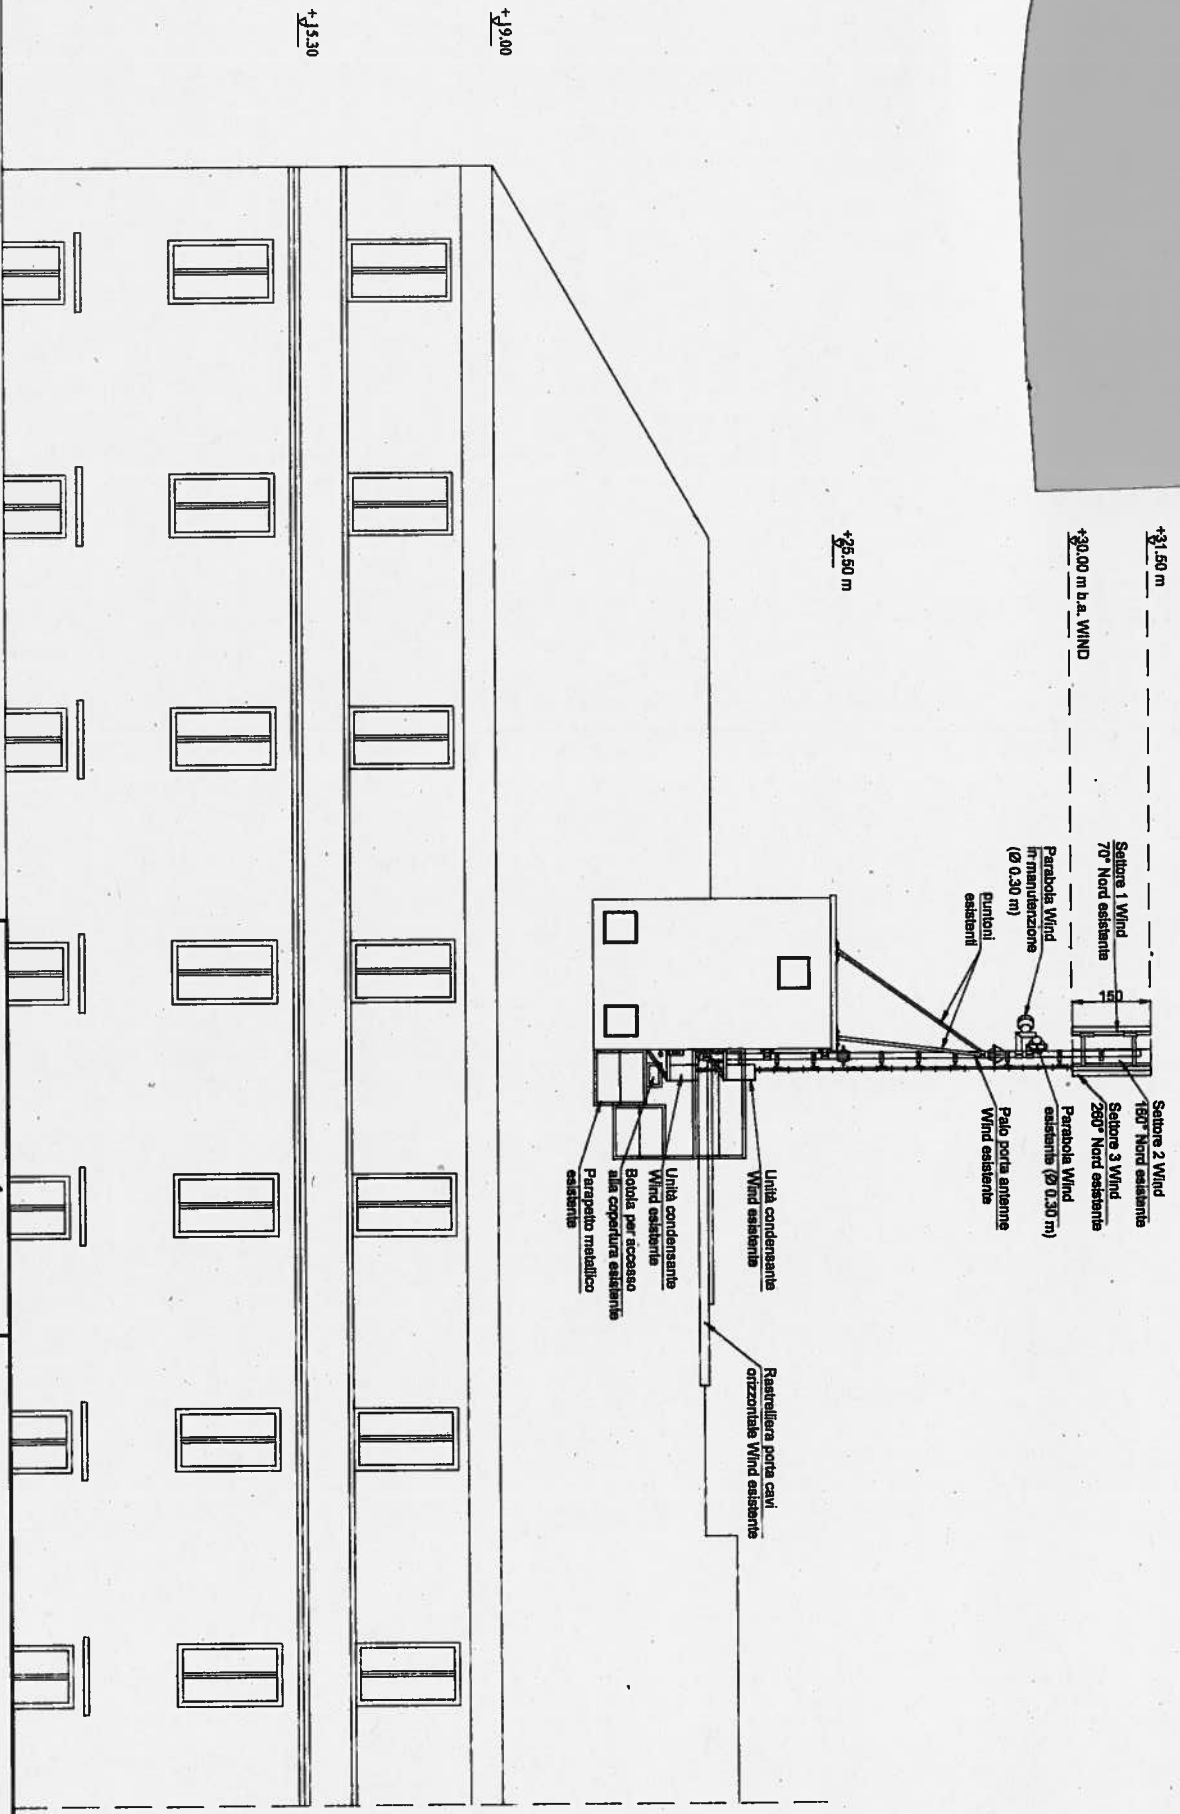 +31.50 m
+30.00 m b.a. WIND
+25.50 m
+19.00
+15.30
Settore 1 Wind
70° Nord esistente
Parabola Wind
in manutenzione
(Ø 0.30 m)
Puntoni
esistenti
150
Settore 2 Wind
160° Nord esistente
Settore 3 Wind
260° Nord esistente
Parabola Wind
esistente (Ø 0.30 m)
Palo porta antenne
Wind esistente
Unità condensante
Wind esistente
Rastrelliera porta cavi
orizzontale Wind esistente
Unità condensante
Wind esistente
Botola per accesso
alla copertura esistente
Parapetto metallico
esistente